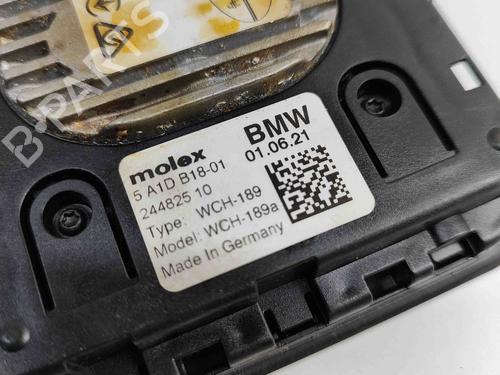 molex BMW
5 A1D B18-01 01.06.21
244825 10
Type: WCH-189
Model: WCH-189a
Made in Germany
B-PARTS